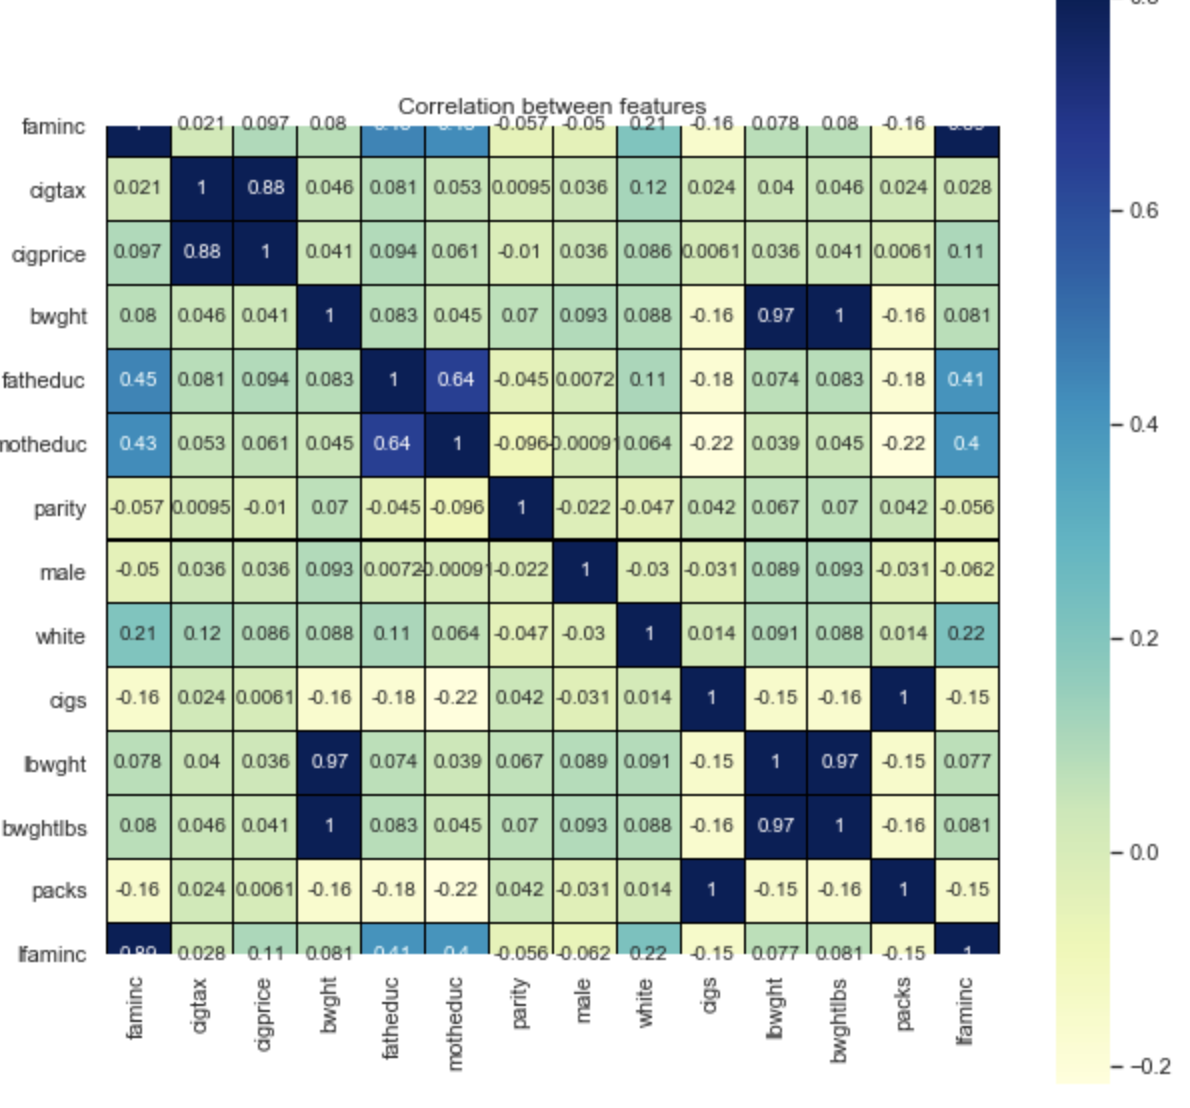 Correlation between features
faminc 0.021 0.097 0.08 -0.057 -0.05 0.21 -0.16 0.078 0.08 -0.16
cigtax 0.021 1 0.88 0.046 0.081 0.053 0.0095 0.036 0.12 0.024 0.04 0.046 0.024 0.028
0.6
cigprice 0.097 0.88 1 0.041 0.094 0.061 -0.01 0.036 0.086 0.0061 0.036 0.041 0.0061 0.11
bwght 0.08 0.046 0.041 1 0.083 0.045 0.07 0.093 0.088 -0.16 0.97 1 -0.16 0.081
fatheduc 0.45 0.081 0.094 0.083 1 0.64 -0.045 0.0072 0.11 -0.18 0.074 0.083 -0.18 0.41
0.4
motheduc 0.43 0.053 0.061 0.045 0.64 1 -0.096 -0.00091 0.064 -0.22 0.039 0.045 -0.22 0.4
parity -0.057 0.0095 -0.01 0.07 -0.045 -0.096 1 -0.022 -0.047 0.042 0.067 0.07 0.042 -0.056
male -0.05 0.036 0.036 0.093 0.0072 -0.00091 -0.022 1 -0.03 -0.031 0.089 0.093 -0.031 -0.062
white 0.21 0.12 0.086 0.088 0.11 0.064 -0.047 -0.03 1 0.014 0.091 0.088 0.014 0.22
0.2
cigs -0.16 0.024 0.0061 -0.16 -0.18 -0.22 0.042 -0.031 0.014 1 -0.15 -0.16 1 -0.15
lbwght 0.078 0.04 0.036 0.97 0.074 0.039 0.067 0.089 0.091 -0.15 1 0.97 -0.15 0.077
bwghtlbs 0.08 0.046 0.041 1 0.083 0.045 0.07 0.093 0.088 -0.16 0.97 1 -0.16 0.081
0.0
packs -0.16 0.024 0.0061 -0.16 -0.18 -0.22 0.042 -0.031 0.014 1 -0.15 -0.16 1 -0.15
lfaminc 0.89 0.028 0.11 0.081 0.41 0.4 -0.056 -0.062 0.22 -0.15 0.077 0.081 -0.15 1
faminc cigtax cigprice bwght fatheduc motheduc parity male white cigs lbwght bwghtlbs packs lfaminc
−0.2